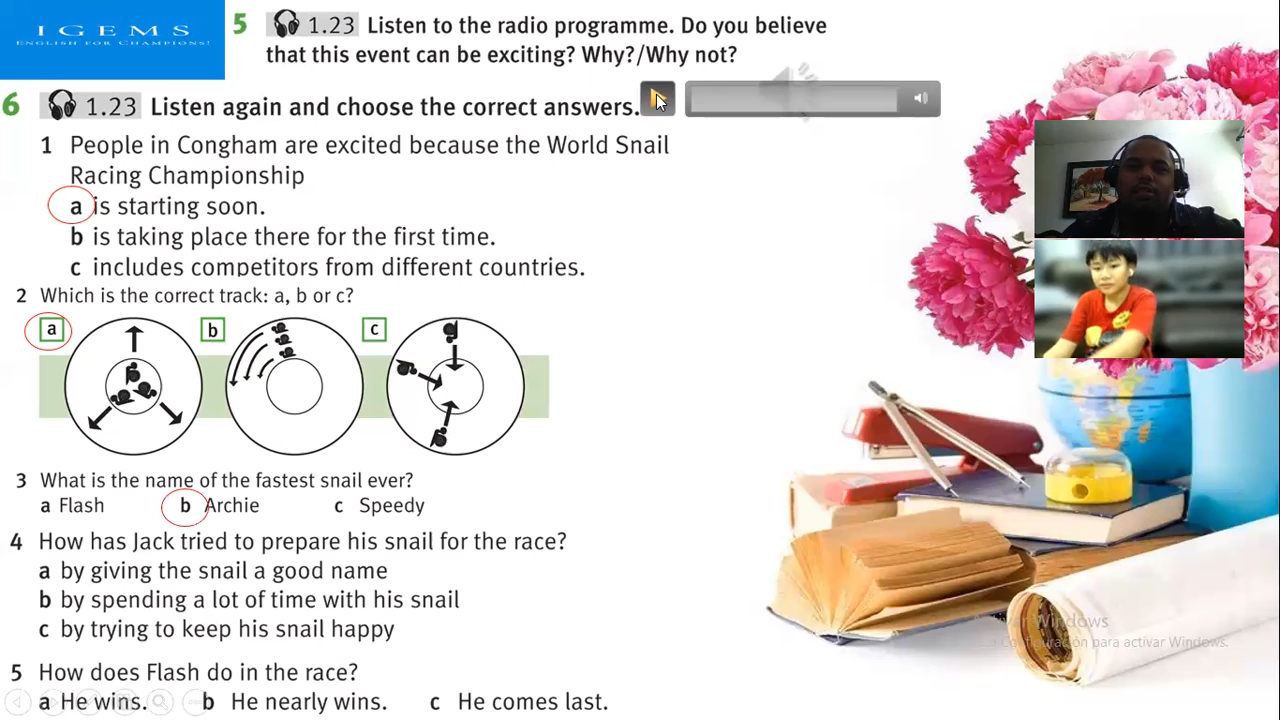 IGEMS
ENGLISH FOR CHAMPIONS!
5 1.23 Listen to the radio programme. Do you believe
that this event can be exciting? Why?/Why not?
6 1.23 Listen again and choose the correct answers.
1 People in Congham are excited because the World Snail
Racing Championship
a is starting soon.
b is taking place there for the first time.
c includes competitors from different countries.
2 Which is the correct track: a, b or c?
a b c
3 What is the name of the fastest snail ever?
a Flash b Archie c Speedy
4 How has Jack tried to prepare his snail for the race?
a by giving the snail a good name
b by spending a lot of time with his snail
c by trying to keep his snail happy
5 How does Flash do in the race?
a He wins. b He nearly wins. c He comes last.
Windows
Configuración para activar Windows.